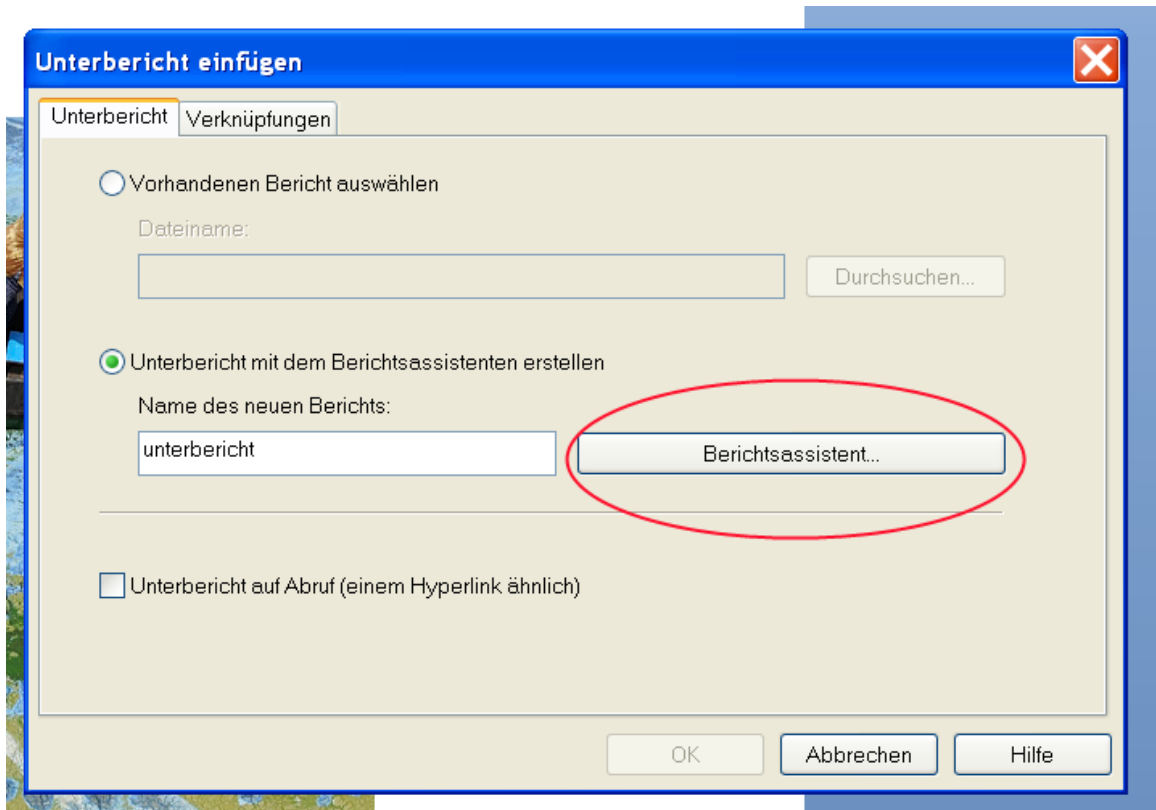 Unterbericht einfügen
Unterbericht Verknüpfungen
Vorhandenen Bericht auswählen
Dateiname:
Durchsuchen...
Unterbericht mit dem Berichtsassistenten erstellen
Name des neuen Berichts:
unterbericht Berichtsassistent...
Unterbericht auf Abruf (einem Hyperlink ähnlich)
OK Abbrechen Hilfe